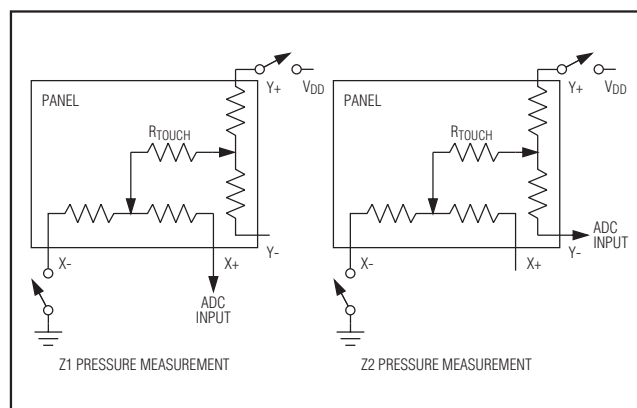 PANEL
RTOUCH
Y+
VDD
X-
X+
Y-
ADC
INPUT
Z1 PRESSURE MEASUREMENT
PANEL
RTOUCH
Y+
VDD
X-
X+
Y-
ADC
INPUT
Z2 PRESSURE MEASUREMENT